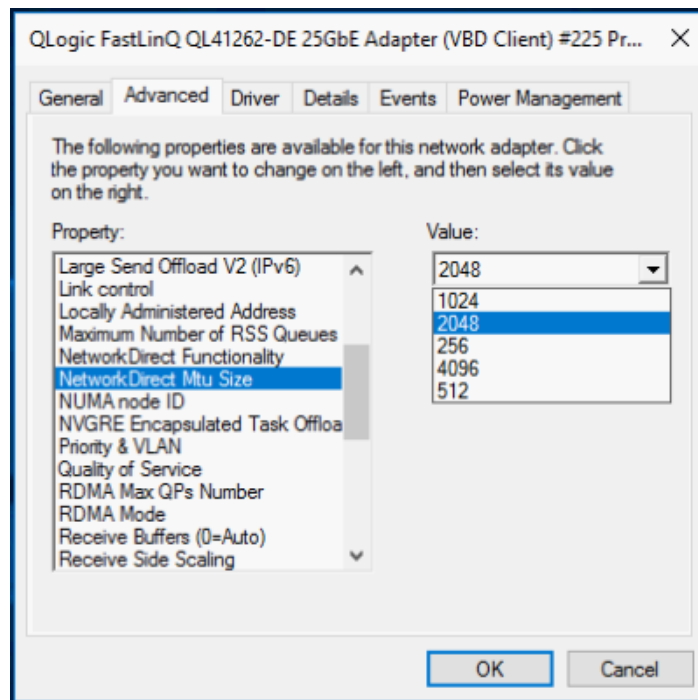 QLogic FastLinQ QL41262-DE 25GbE Adapter (VBD Client) #225 Pr...
General
Advanced
Driver
Details
Events
Power Management
The following properties are available for this network adapter. Click
the property you want to change on the left, and then select its value
on the right.
Property:
Large Send Offload V2 (IPv6)
Link control
Locally Administered Address
Maximum Number of RSS Queues
NetworkDirect Functionality
NetworkDirect Mtu Size
NUMA node ID
NVGRE Encapsulated Task Offloa
Priority & VLAN
Quality of Service
RDMA Max QPs Number
RDMA Mode
Receive Buffers (0=Auto)
Receive Side Scaling
Value:
2048
1024
2048
256
4096
512
OK
Cancel